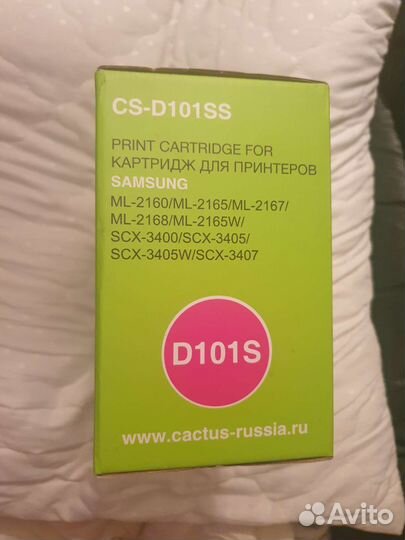 CS-D101SS
PRINT CARTRIDGE FOR
КАРТРИДЖ ДЛЯ ПРИНТЕРОВ
SAMSUNG
ML-2160/ML-2165/ML-2167/
ML-2168/ML-2165W/
SCX-3400/SCX-3405/
SCX-3405W/SCX-3407
D101S
www.cactus-russia.ru
Avito